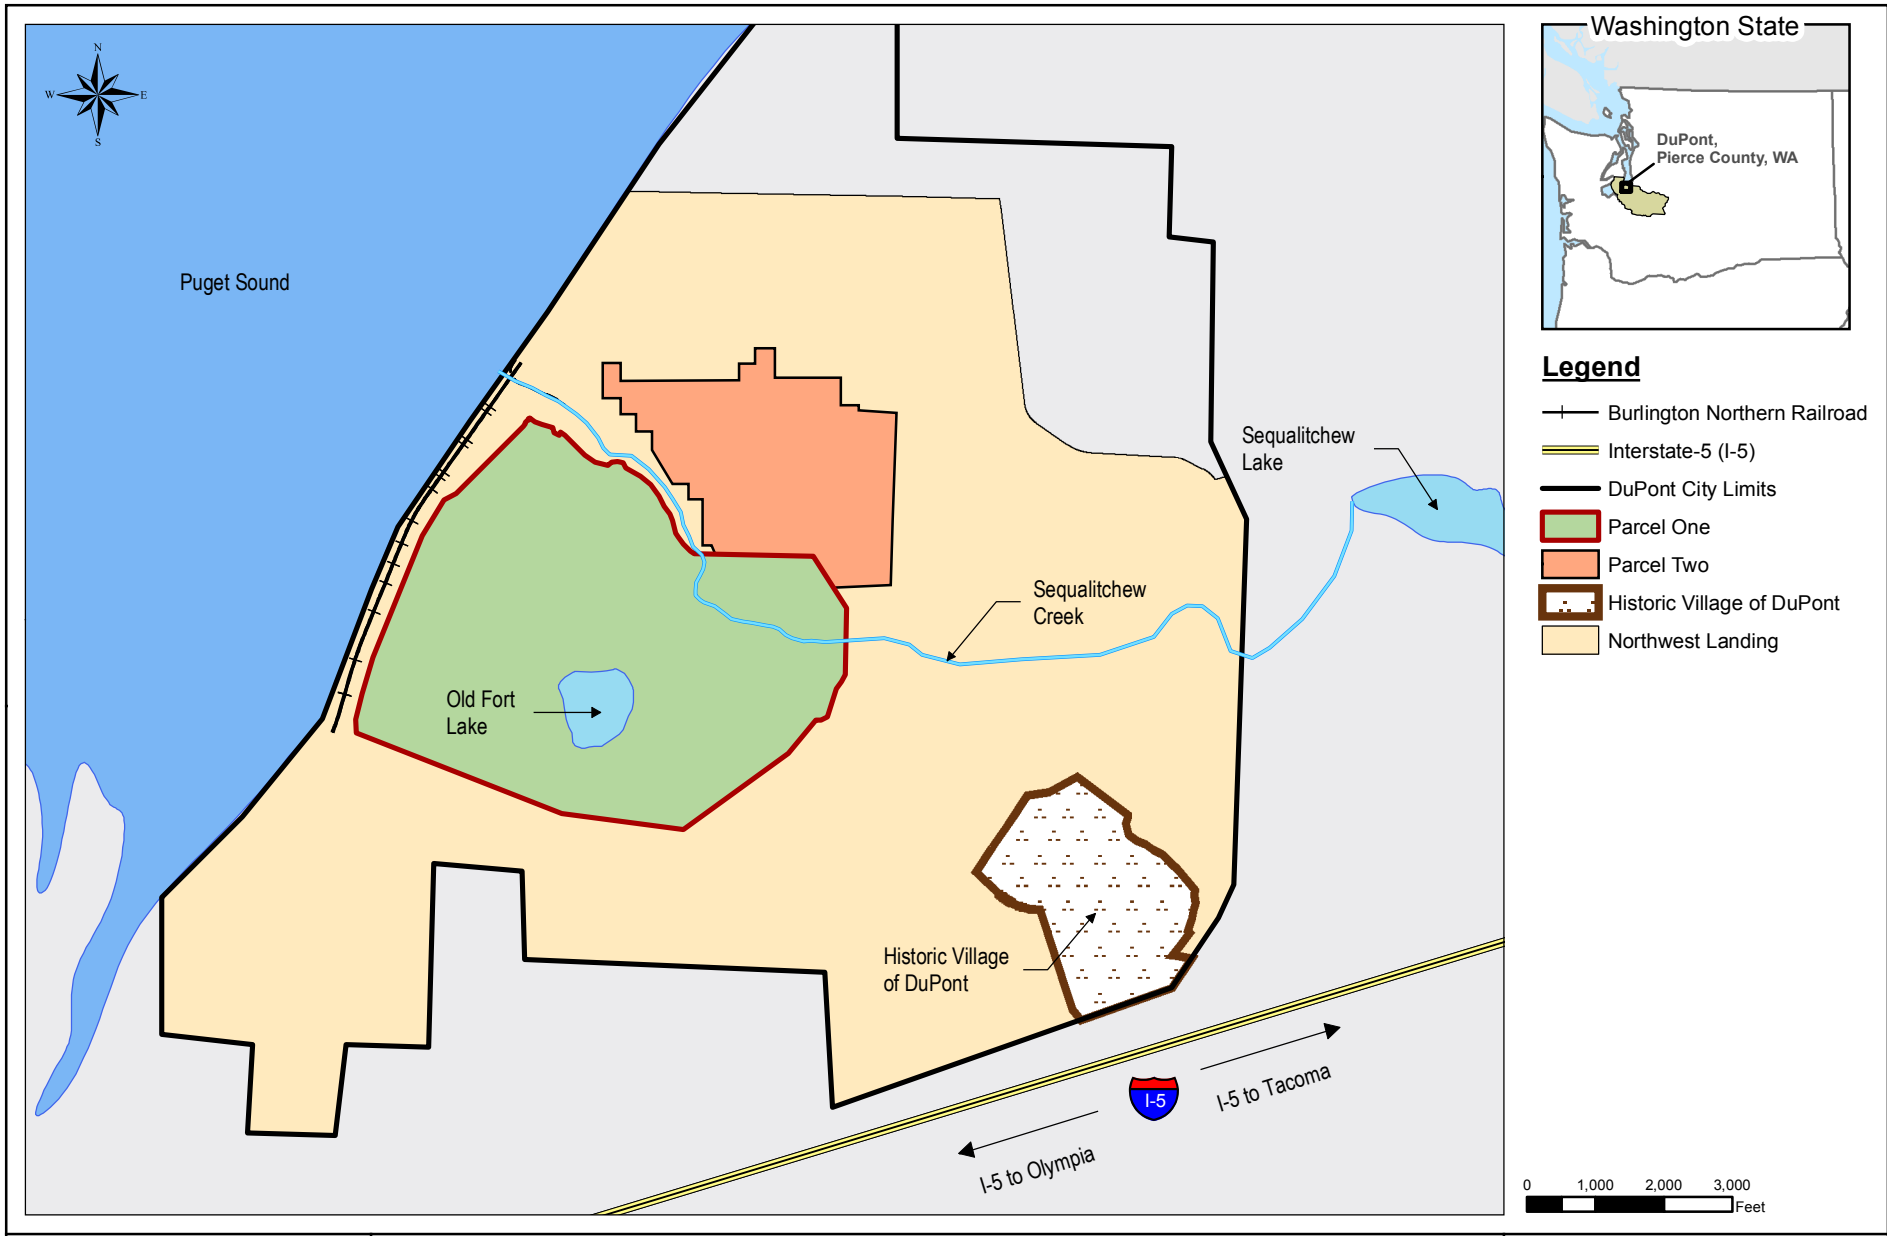 N
W
E
S
Puget Sound
Sequalitchew
Lake
Sequalitchew
Creek
Old Fort
Lake
Historic Village
of DuPont
I-5
I-5 to Tacoma
I-5 to Olympia
Washington State
DuPont,
Pierce County, WA
Legend
Burlington Northern Railroad
Interstate-5 (I-5)
DuPont City Limits
Parcel One
Parcel Two
Historic Village of DuPont
Northwest Landing
0 1,000 2,000 3,000
Feet